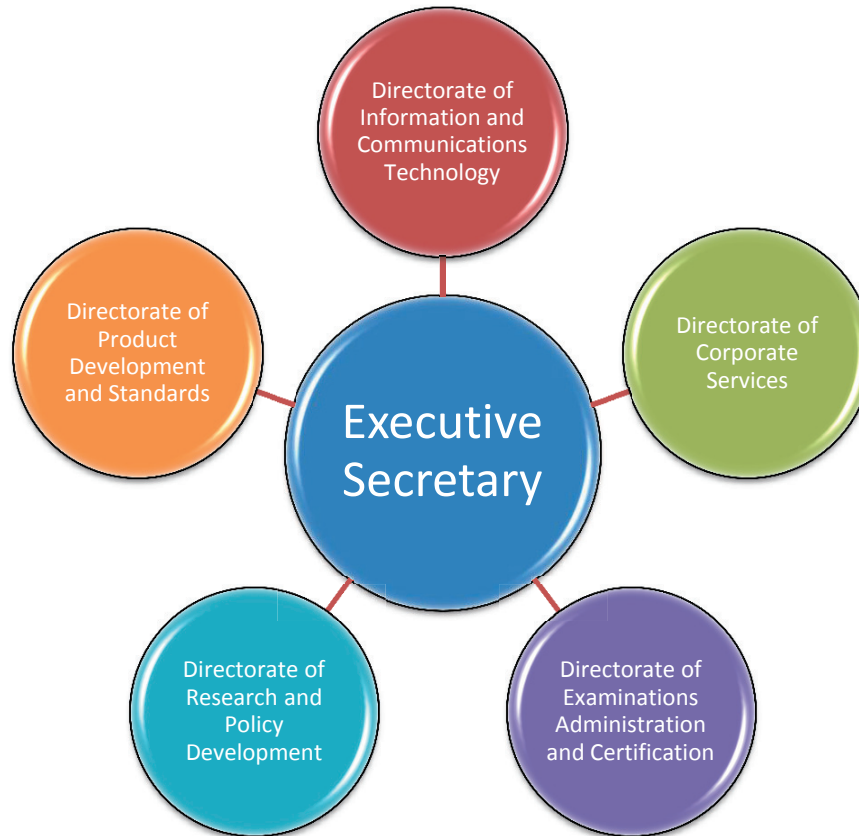 Directorate of
Information and
Communications
Technology
Directorate of
Product
Development
and Standards
Directorate of
Corporate
Services
Executive
Secretary
Directorate of
Research and
Policy
Development
Directorate of
Examinations
Administration
and Certification